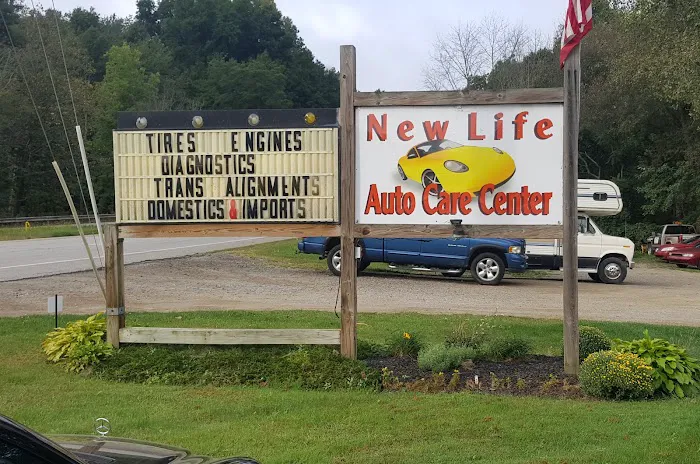 TIRES ENGINES
DIAGNOSTICS
TRANS ALIGNMENTS
DOMESTICS & IMPORTS
New Life
Auto Care Center